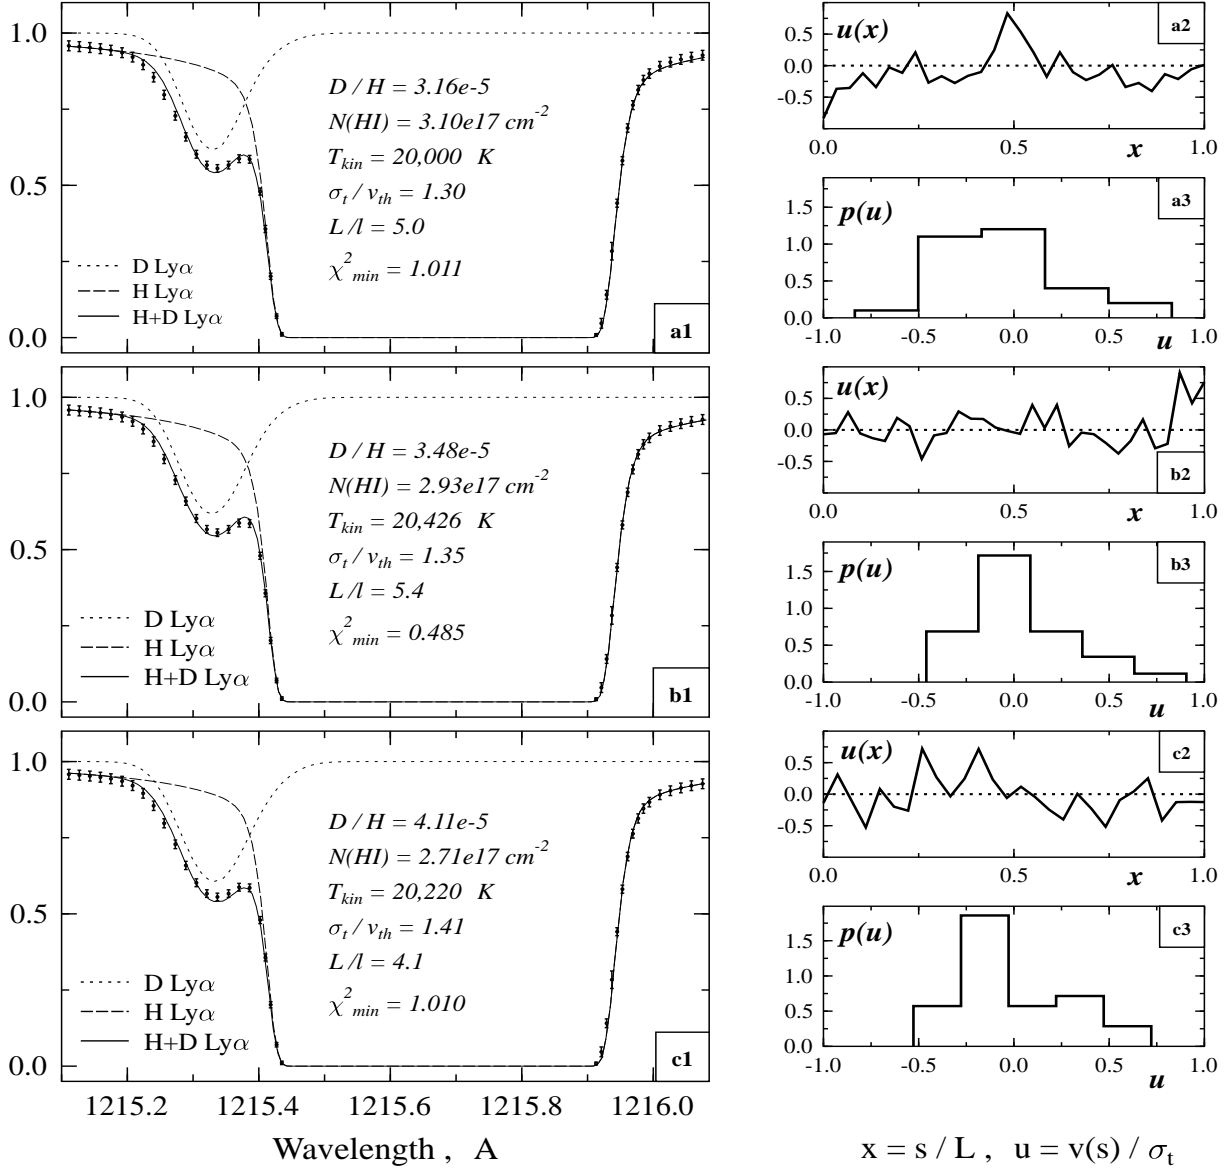 1.0
0.5
0.0
D / H = 3.16e-5
N(HI) = 3.10e17 cm-2
Tkin = 20,000 K
σt / vth = 1.30
L/l = 5.0
χ2min = 1.011
D Lyα
H Lyα
H+D Lyα
a1
0.5
0.0
-0.5
u(x)
a2
0.0
0.5
1.0
x
1.5
1.0
0.5
0.0
p(u)
a3
-1.0
-0.5
0.0
0.5
1.0
u
1.0
0.5
0.0
D / H = 3.48e-5
N(HI) = 2.93e17 cm-2
Tkin = 20,426 K
σt / vth = 1.35
L/l = 5.4
χ2min = 0.485
D Lyα
H Lyα
H+D Lyα
b1
0.5
0.0
-0.5
u(x)
b2
0.0
0.5
1.0
x
1.5
1.0
0.5
0.0
p(u)
b3
-1.0
-0.5
0.0
0.5
1.0
u
1.0
0.5
0.0
D / H = 4.11e-5
N(HI) = 2.71e17 cm-2
Tkin = 20,220 K
σt / vth = 1.41
L/l = 4.1
χ2min = 1.010
D Lyα
H Lyα
H+D Lyα
c1
1215.2
1215.4
1215.6
1215.8
1216.0
Wavelength , A
0.5
0.0
-0.5
u(x)
c2
0.0
0.5
1.0
x
1.5
1.0
0.5
0.0
p(u)
c3
-1.0
-0.5
0.0
0.5
1.0
u
x = s / L , u = v(s) / σt